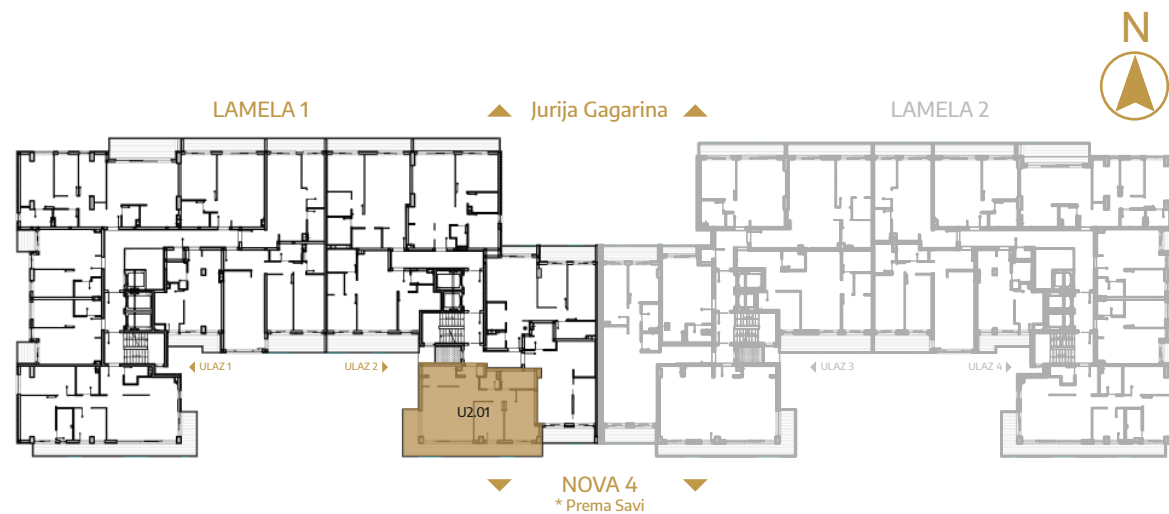 N
LAMELA 1
Jurija Gagarina
LAMELA 2
ULAZ 1
ULAZ 2
ULAZ 3
ULAZ 4
U2.01
NOVA 4
* Prema Savi